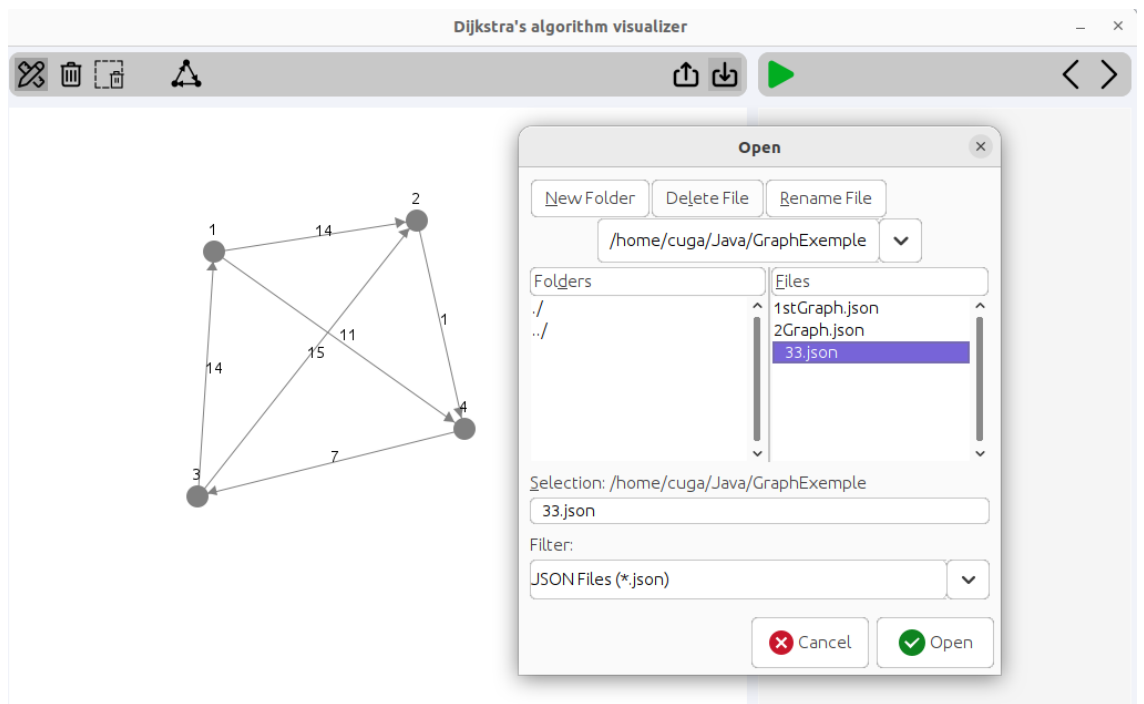 Dijkstra's algorithm visualizer
Open
New Folder Delete File Rename File
/home/cuga/Java/GraphExemple
Folders
./
../
Files
1stGraph.json
2Graph.json
33.json
Selection: /home/cuga/Java/GraphExemple
33.json
Filter:
JSON Files (*.json)
Cancel Open
2
1
14
11
15
1
14
4
7
3